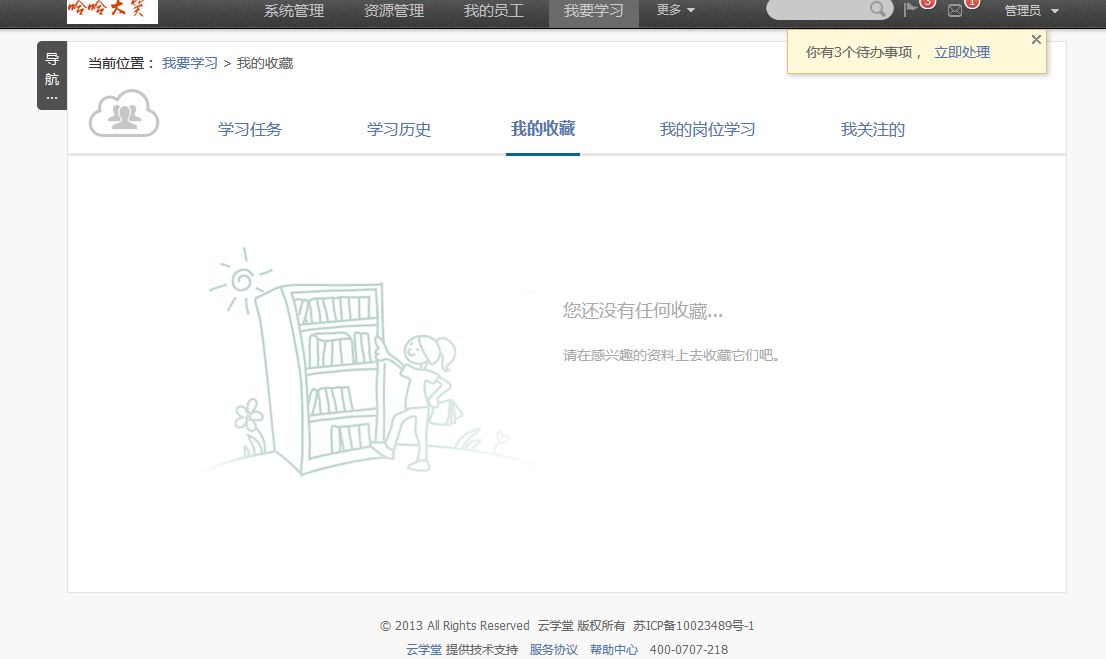 哈哈大笑
系统管理 资源管理 我的员工 我要学习 更多 3 1 管理员
你有3个待办事项， 立即处理
导航...
当前位置： 我要学习 > 我的收藏
学习任务 学习历史 我的收藏 我的岗位学习 我关注的
您还没有任何收藏...
请在感兴趣的资料上去收藏它们吧。
© 2013 All Rights Reserved 云学堂 版权所有 苏ICP备10023489号-1
云学堂 提供技术支持 服务协议 帮助中心 400-0707-218